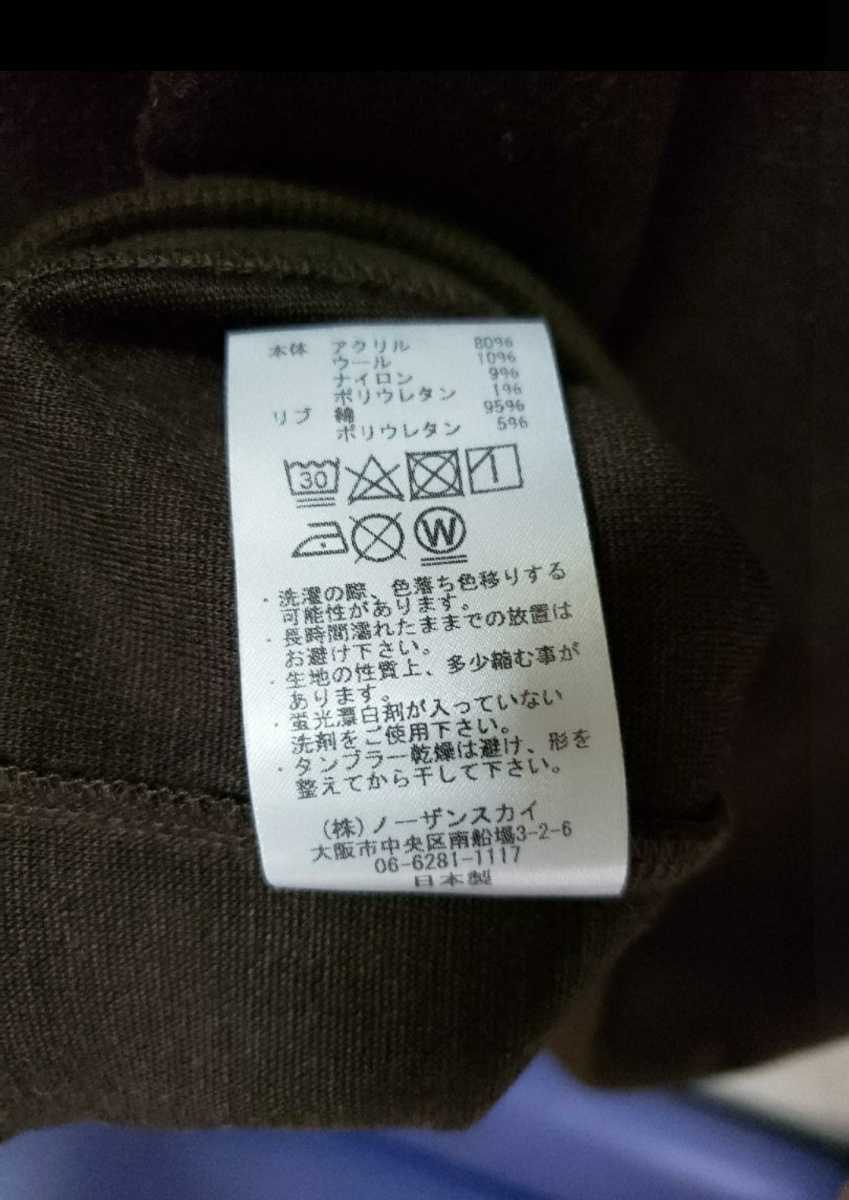 本体 アクリル 80%
ウール 10%
ナイロン 9%
ポリウレタン 1%
リブ 綿 95%
ポリウレタン 5%
30
W
・洗濯の際、色落ち色移りする
可能性があります。
・長時間濡れたままでの放置は
お避け下さい。
・生地の性質上、多少縮む事が
あります。
・蛍光漂白剤が入っていない
洗剤をご使用下さい。
・タンブラー乾燥は避け、形を
整えてから干して下さい。
(株)ノーザンスカイ
大阪市中央区南船場3-2-6
06-6281-1117
日本製